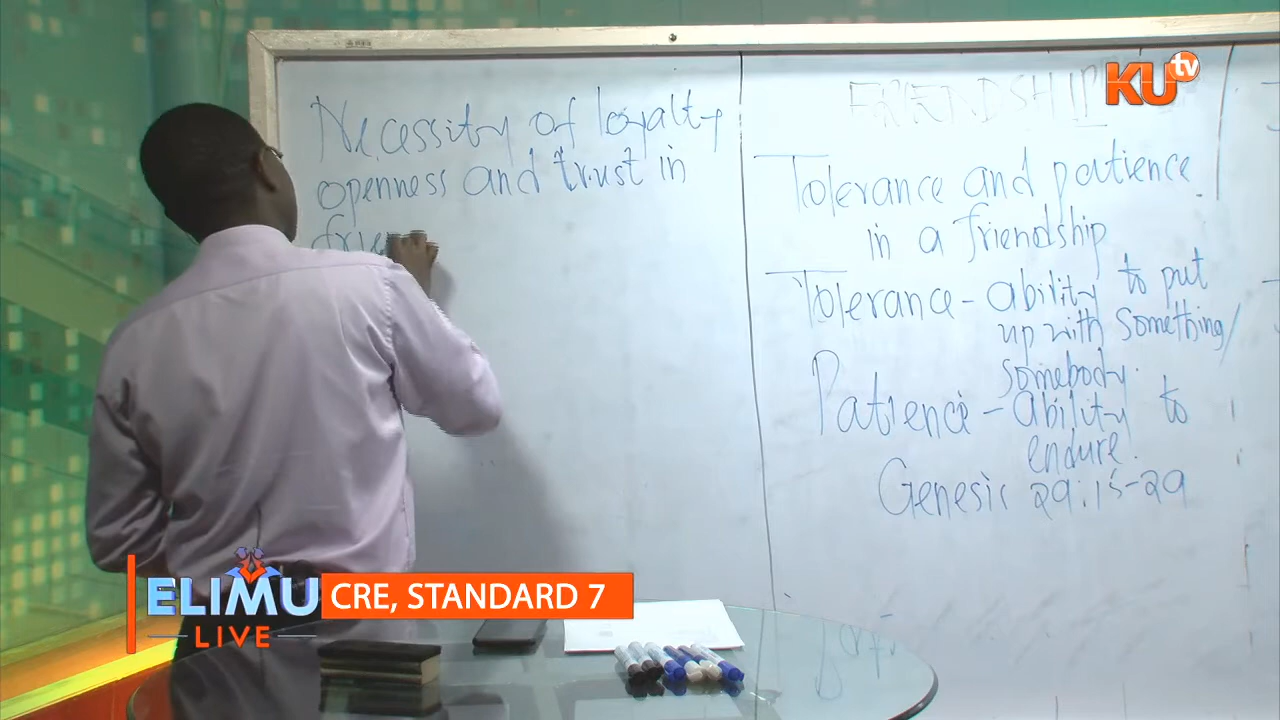 KU tv
Necessity of loyalty
openness and trust in
frie
FRIENDSHIP
Tolerance and patience
in a friendship
Tolerance - ability to put
up with something/
somebody.
Patience - ability to
endure.
Genesis 29:15-29
ELIMU
LIVE
CRE, STANDARD 7